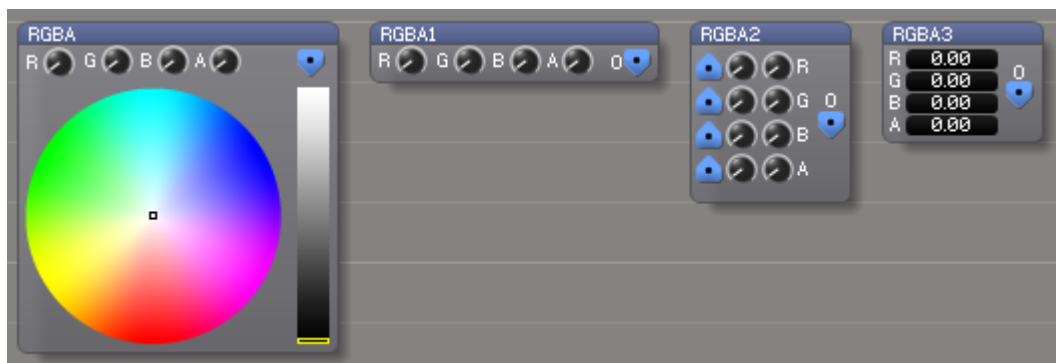 RGBA
R G B A
RGBA1
R G B A O
RGBA2
R
G O
B
A
RGBA3
R 0.00
G 0.00 O
B 0.00
A 0.00